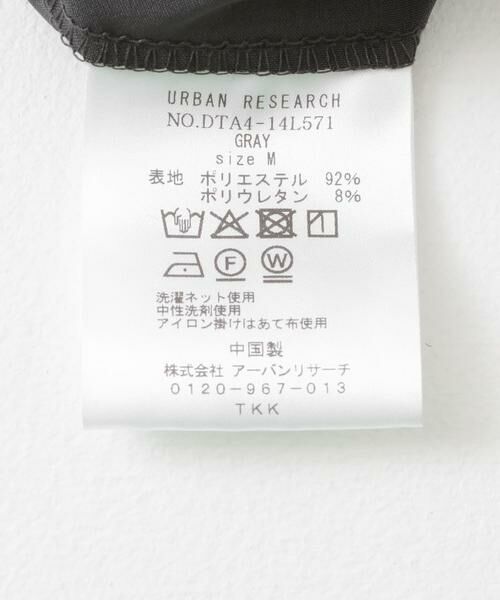 URBAN RESEARCH
NO.DTA4-14L571
GRAY
size M
表地 ポリエステル 92%
ポリウレタン 8%
F W
洗濯ネット使用
中性洗剤使用
アイロン掛けはあて布使用
中国製
株式会社 アーバンリサーチ
0120-967-013
TKK